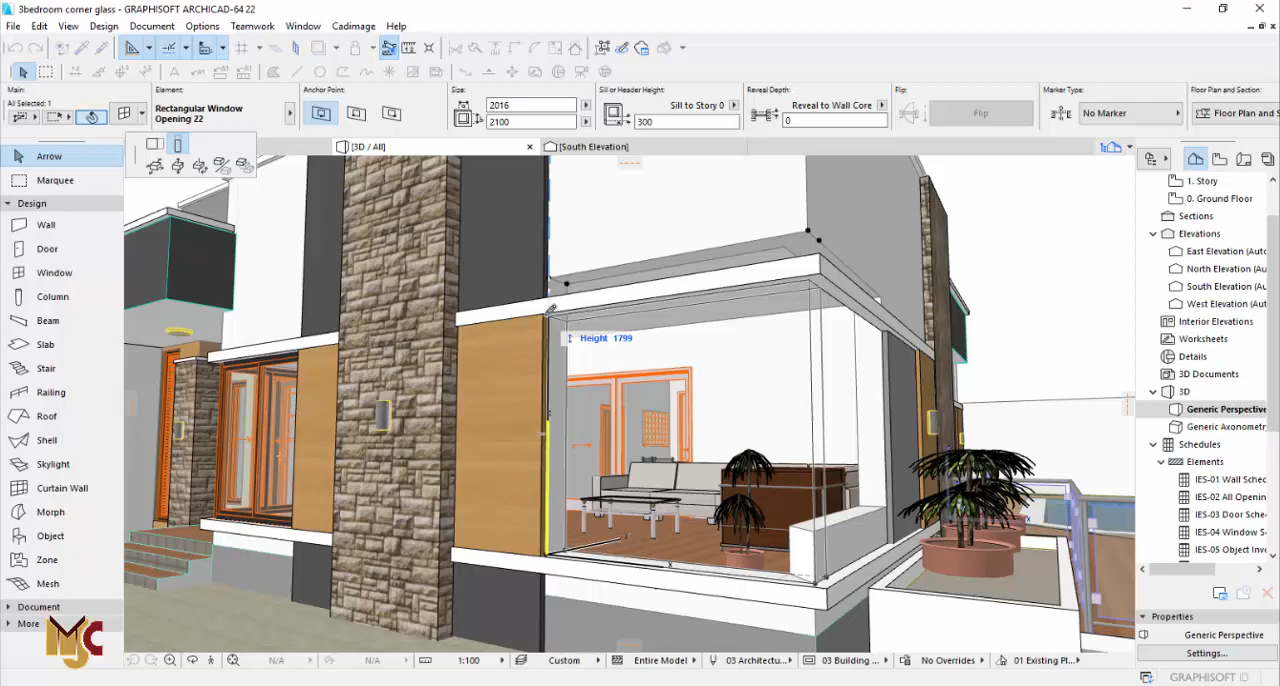 3bedroom corner glass - GRAPHISOFT ARCHICAD-64 22
File Edit View Design Document Options Teamwork Window Cadimage Help
Main:
All Selected: 1
Element:
Rectangular Window
Opening 22
Anchor Point:
Size:
2016
2100
Sill or Header Height:
Sill to Story 0
300
Reveal Depth:
Reveal to Wall Core
0
Flip:
Flip
Marker Type:
No Marker
Floor Plan and Section:
Floor Plan and S
[3D / All]
[South Elevation]
Arrow
Marquee
Design
Wall
Door
Window
Column
Beam
Slab
Stair
Railing
Roof
Shell
Skylight
Curtain Wall
Morph
Object
Zone
Mesh
Document
More
MSC
Height 1799
x
1. Story
0. Ground Floor
Sections
Elevations
East Elevation (Auto
North Elevation (Auto
South Elevation (Auto
West Elevation (Auto
Interior Elevations
Worksheets
Details
3D Documents
3D
Generic Perspective
Generic Axonometr
Schedules
Elements
IES-01 Wall Sched
IES-02 All Opening
IES-03 Door Sche
IES-04 Window S
IES-05 Object Inve
Properties
Generic Perspective
Settings...
GRAPHISOFT ID
N/A
N/A
1:100
Custom
Entire Model
03 Architectu...
03 Building ...
No Overrides
01 Existing Pl...